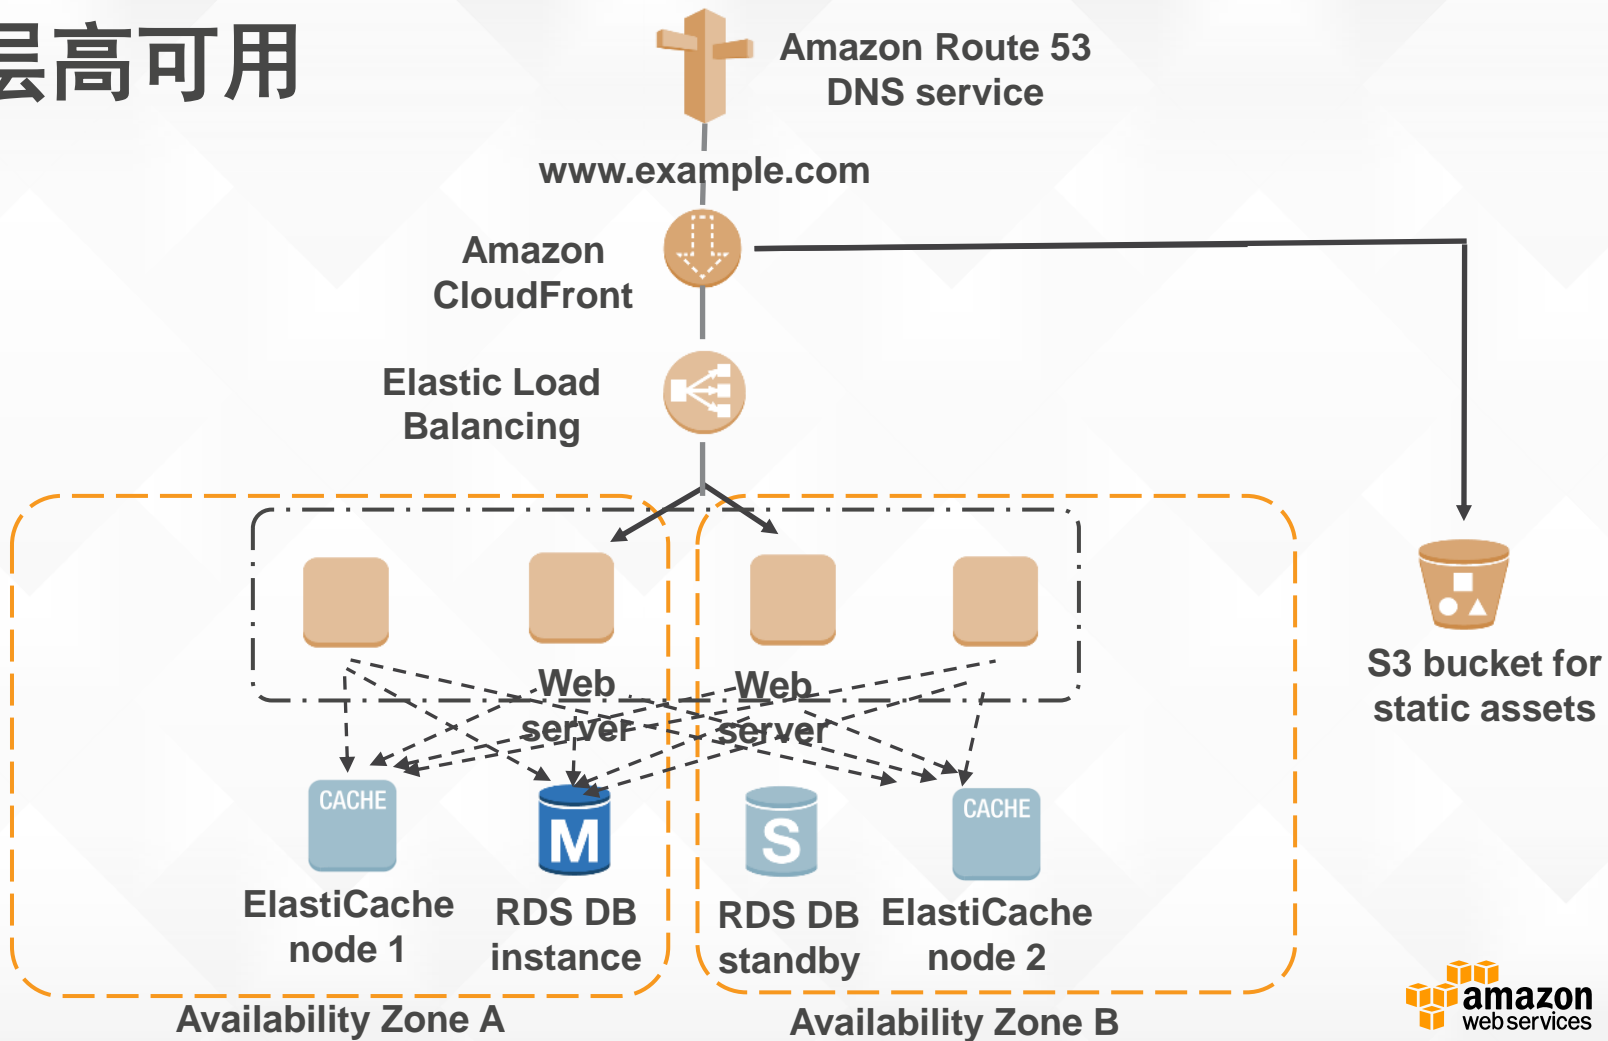 层高可用
Amazon Route 53
DNS service
www.example.com
Amazon
CloudFront
Elastic Load
Balancing
Web
server
Web
server
S3 bucket for
static assets
CACHE
M
S
CACHE
ElastiCache
node 1
RDS DB
instance
RDS DB
standby
ElastiCache
node 2
Availability Zone A
Availability Zone B
amazon
web services